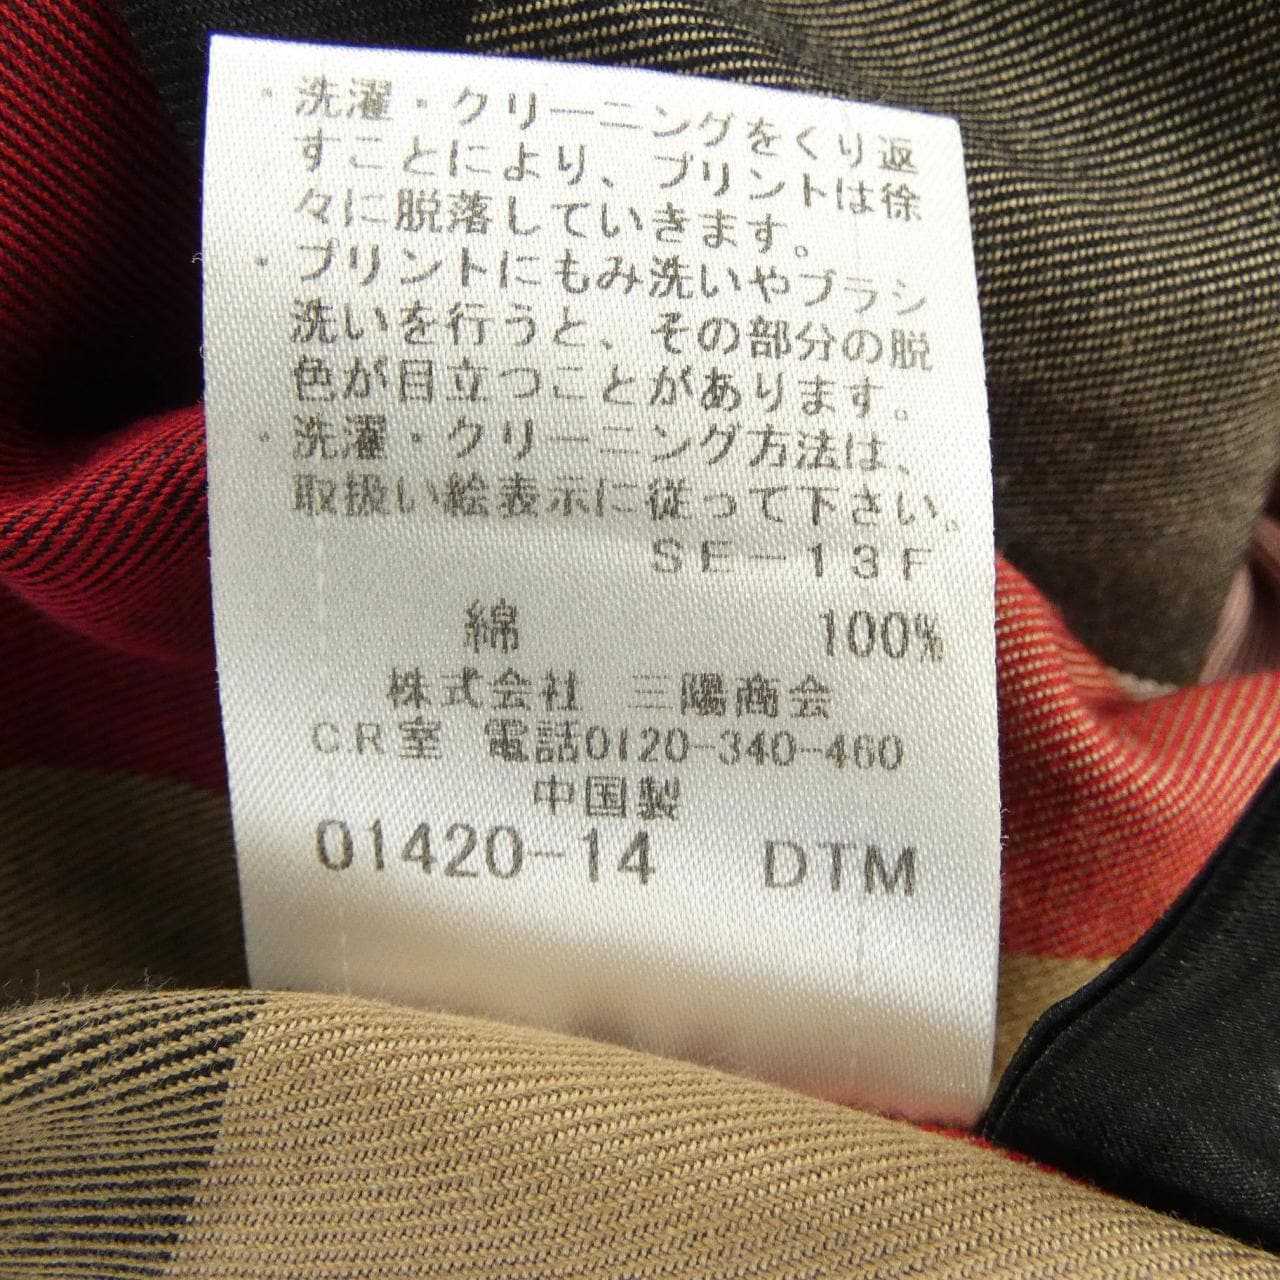 ・洗濯・クリーニングをくり返
すことにより、プリントは徐
々に脱落していきます。
・プリントにもみ洗いやブラシ
洗いを行うと、その部分の脱
色が目立つことがあります。
・洗濯・クリーニング方法は、
取扱い絵表示に従って下さい。
SE-13F
綿 100%
株式会社 三陽商会
CR室 電話0120-340-460
中国製
01420-14 DTM